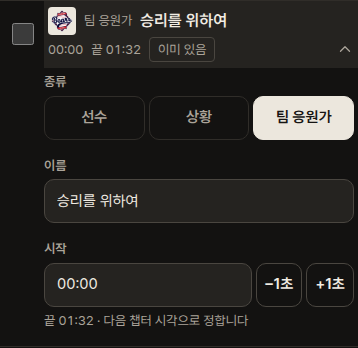 팀 응원가 승리를 위하여
00:00 끝 01:32 이미 있음
종류
선수 상황 팀 응원가
이름
승리를 위하여
시작
00:00 −1초 +1초
끝 01:32 · 다음 챕터 시각으로 정합니다